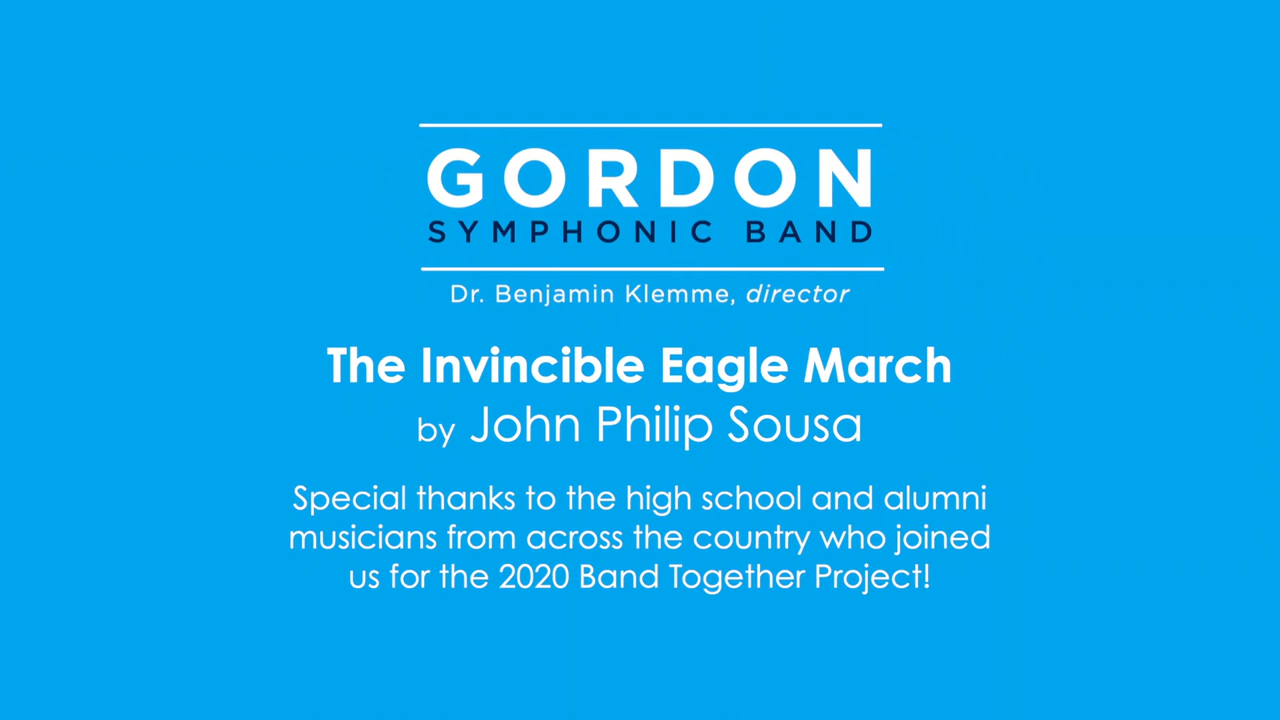 GORDON
SYMPHONIC BAND
Dr. Benjamin Klemme, director
The Invincible Eagle March
by John Philip Sousa
Special thanks to the high school and alumni
musicians from across the country who joined
us for the 2020 Band Together Project!